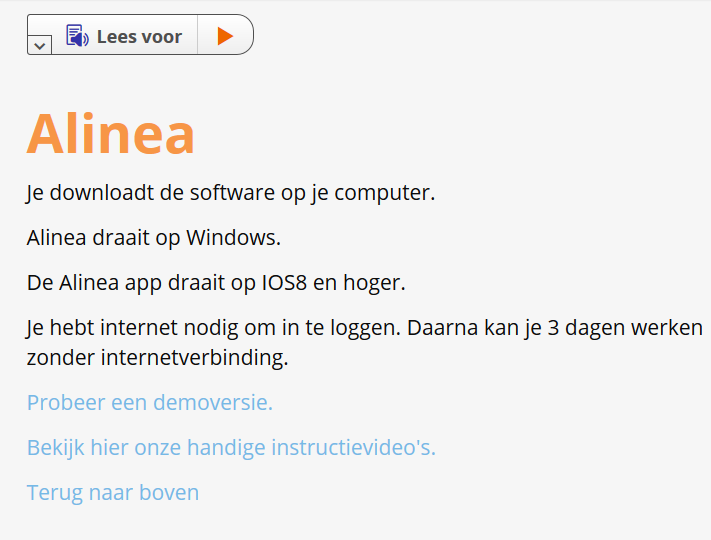 Lees voor
Alinea
Je downloadt de software op je computer.
Alinea draait op Windows.
De Alinea app draait op IOS8 en hoger.
Je hebt internet nodig om in te loggen. Daarna kan je 3 dagen werken
zonder internetverbinding.
Probeer een demoversie.
Bekijk hier onze handige instructievideo's.
Terug naar boven